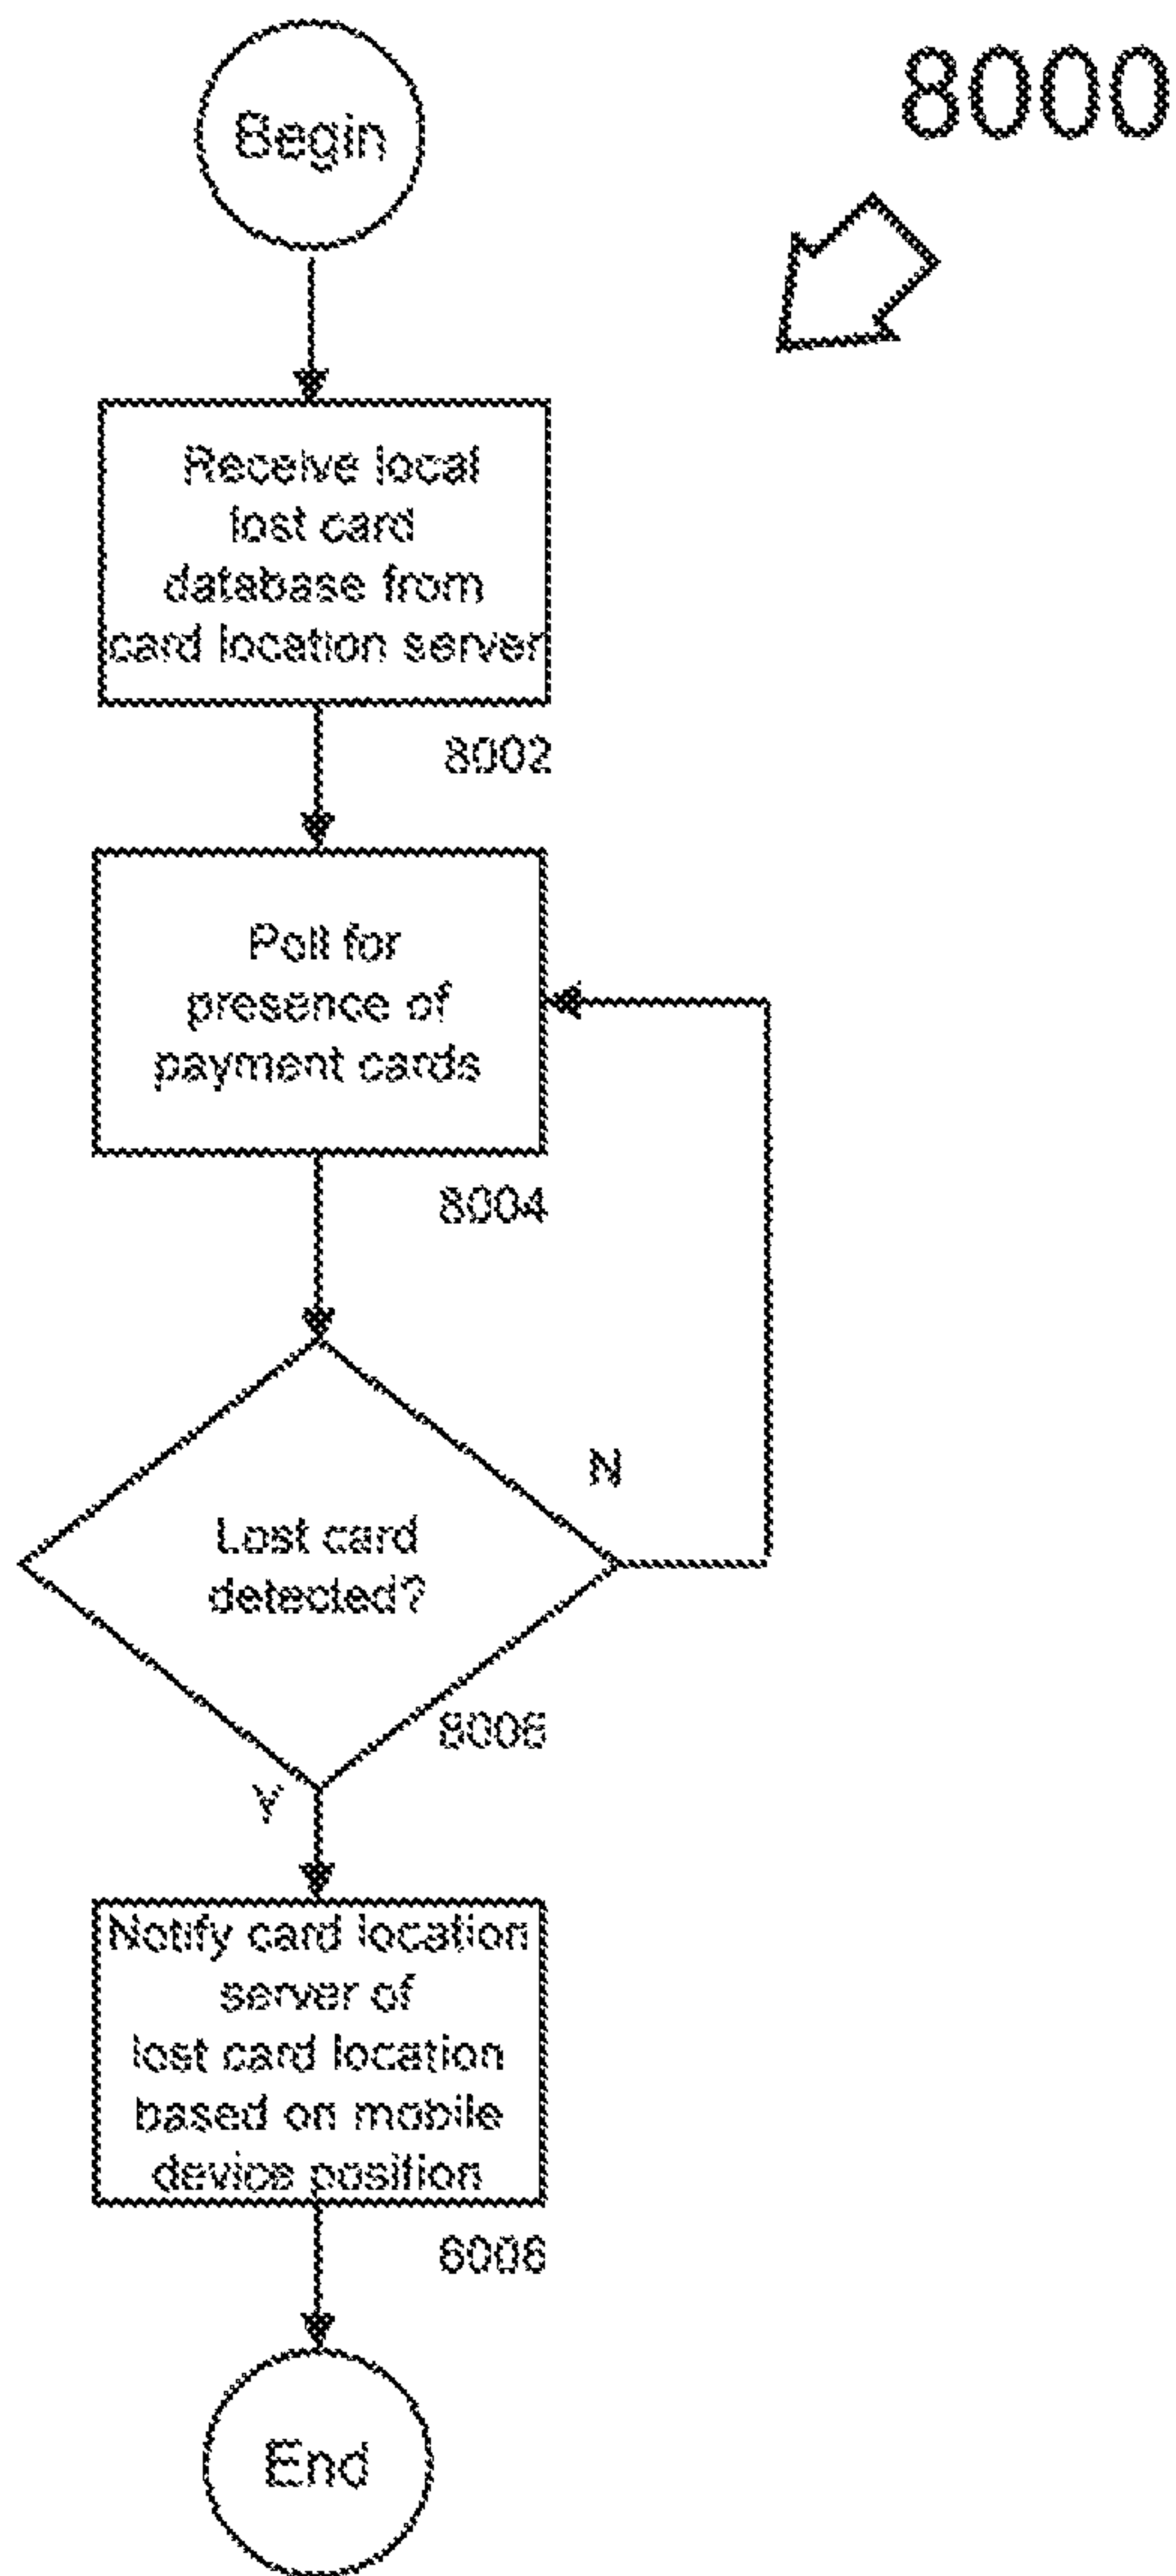 Begin
8000
Receive local
lost card
database from
card location server
8002
Poll for
presence of
payment cards
8004
N
Lost card
detected?
8006
Y
Notify card location
server of
lost card location
based on mobile
device position
6006
End